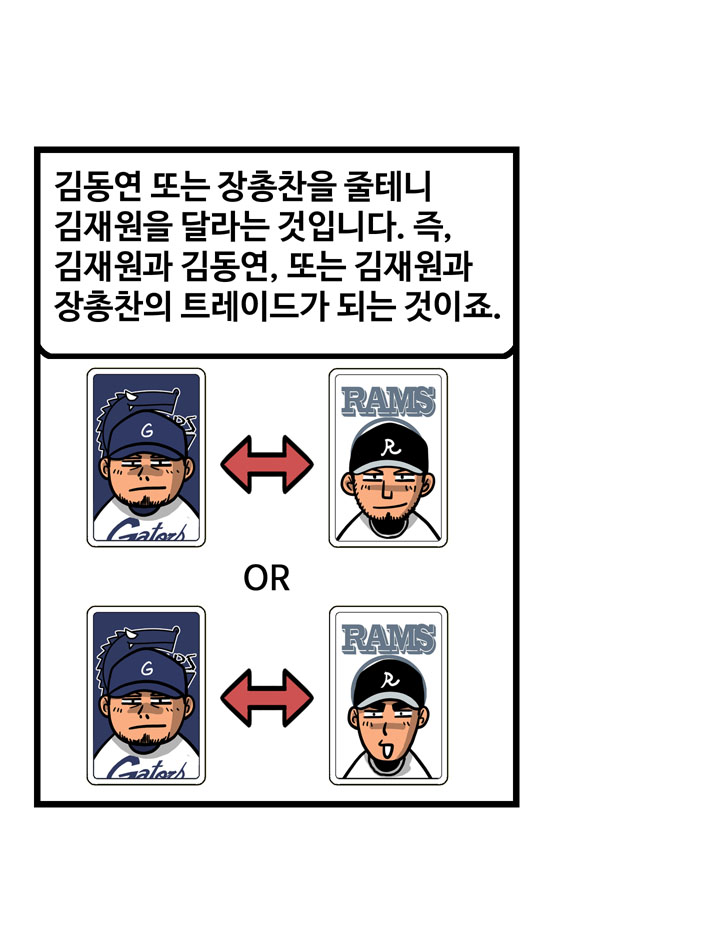 김동연 또는 장총찬을 줄테니
김재원을 달라는 것입니다. 즉,
김재원과 김동연, 또는 김재원과
장총찬의 트레이드가 되는 것이죠.
RAMS
G
R
Gators
OR
RAMS
G
R
Gators